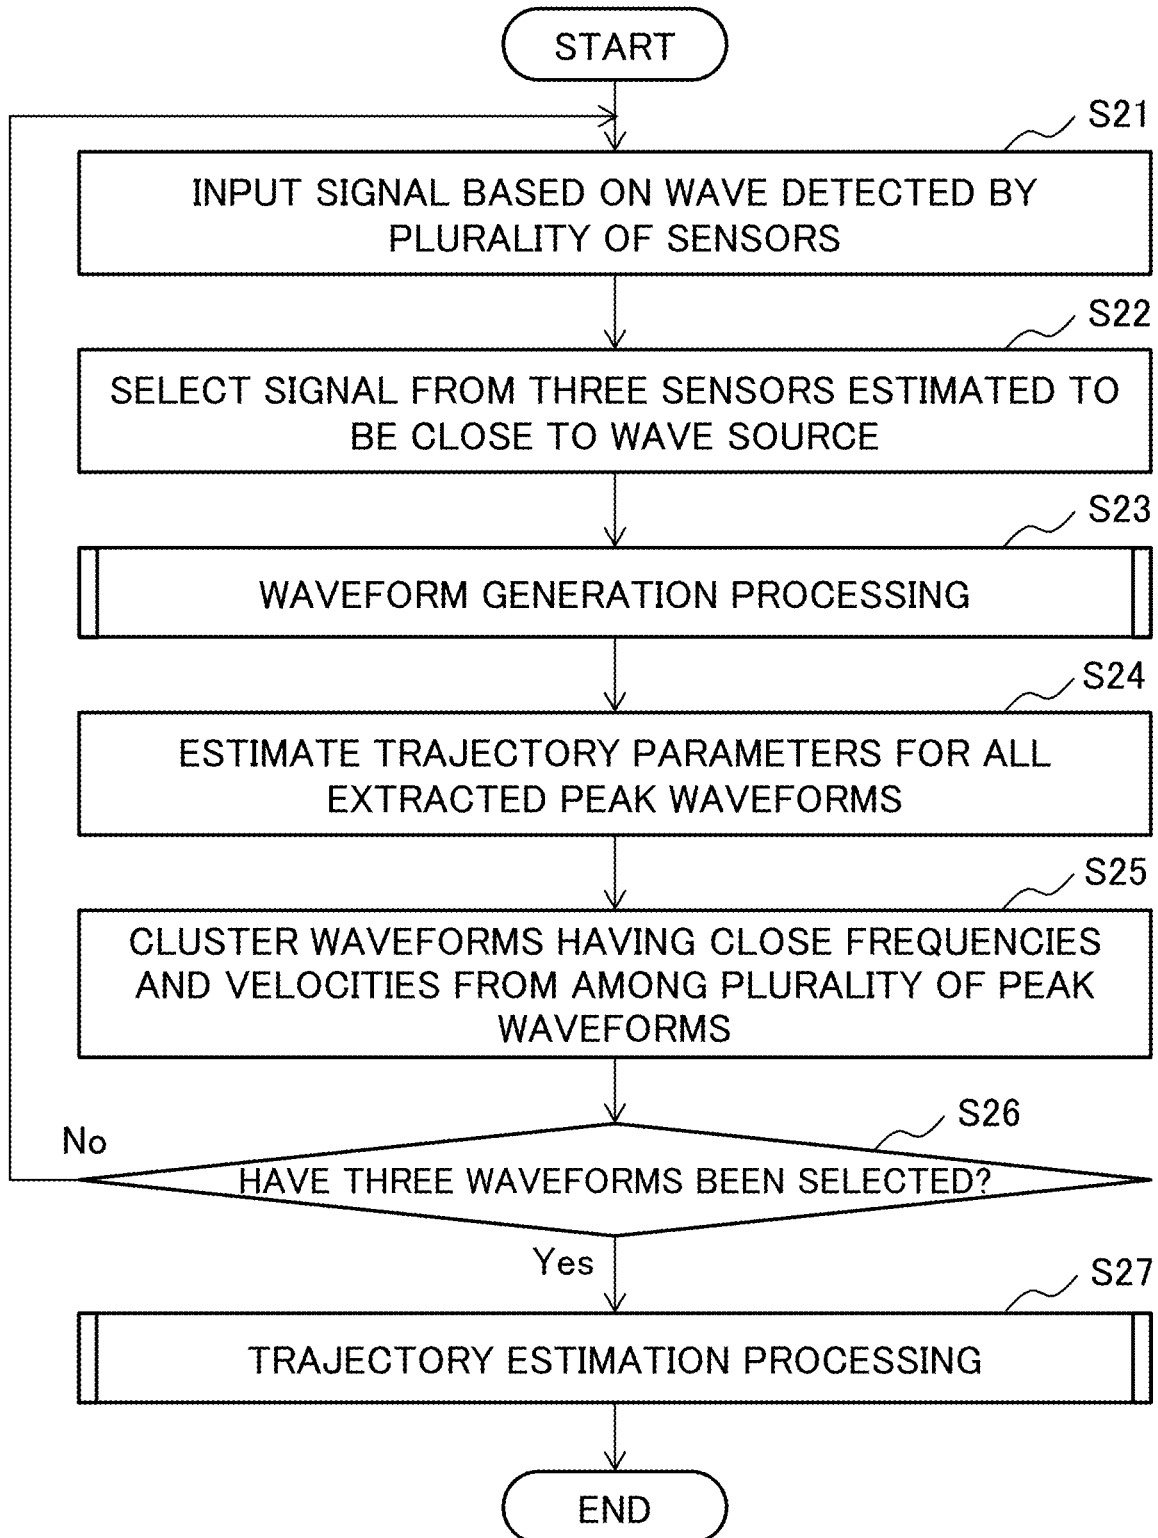 START
S21
INPUT SIGNAL BASED ON WAVE DETECTED BY
PLURALITY OF SENSORS
S22
SELECT SIGNAL FROM THREE SENSORS ESTIMATED TO
BE CLOSE TO WAVE SOURCE
S23
WAVEFORM GENERATION PROCESSING
S24
ESTIMATE TRAJECTORY PARAMETERS FOR ALL
EXTRACTED PEAK WAVEFORMS
S25
CLUSTER WAVEFORMS HAVING CLOSE FREQUENCIES
AND VELOCITIES FROM AMONG PLURALITY OF PEAK
WAVEFORMS
S26
No
HAVE THREE WAVEFORMS BEEN SELECTED?
Yes
S27
TRAJECTORY ESTIMATION PROCESSING
END